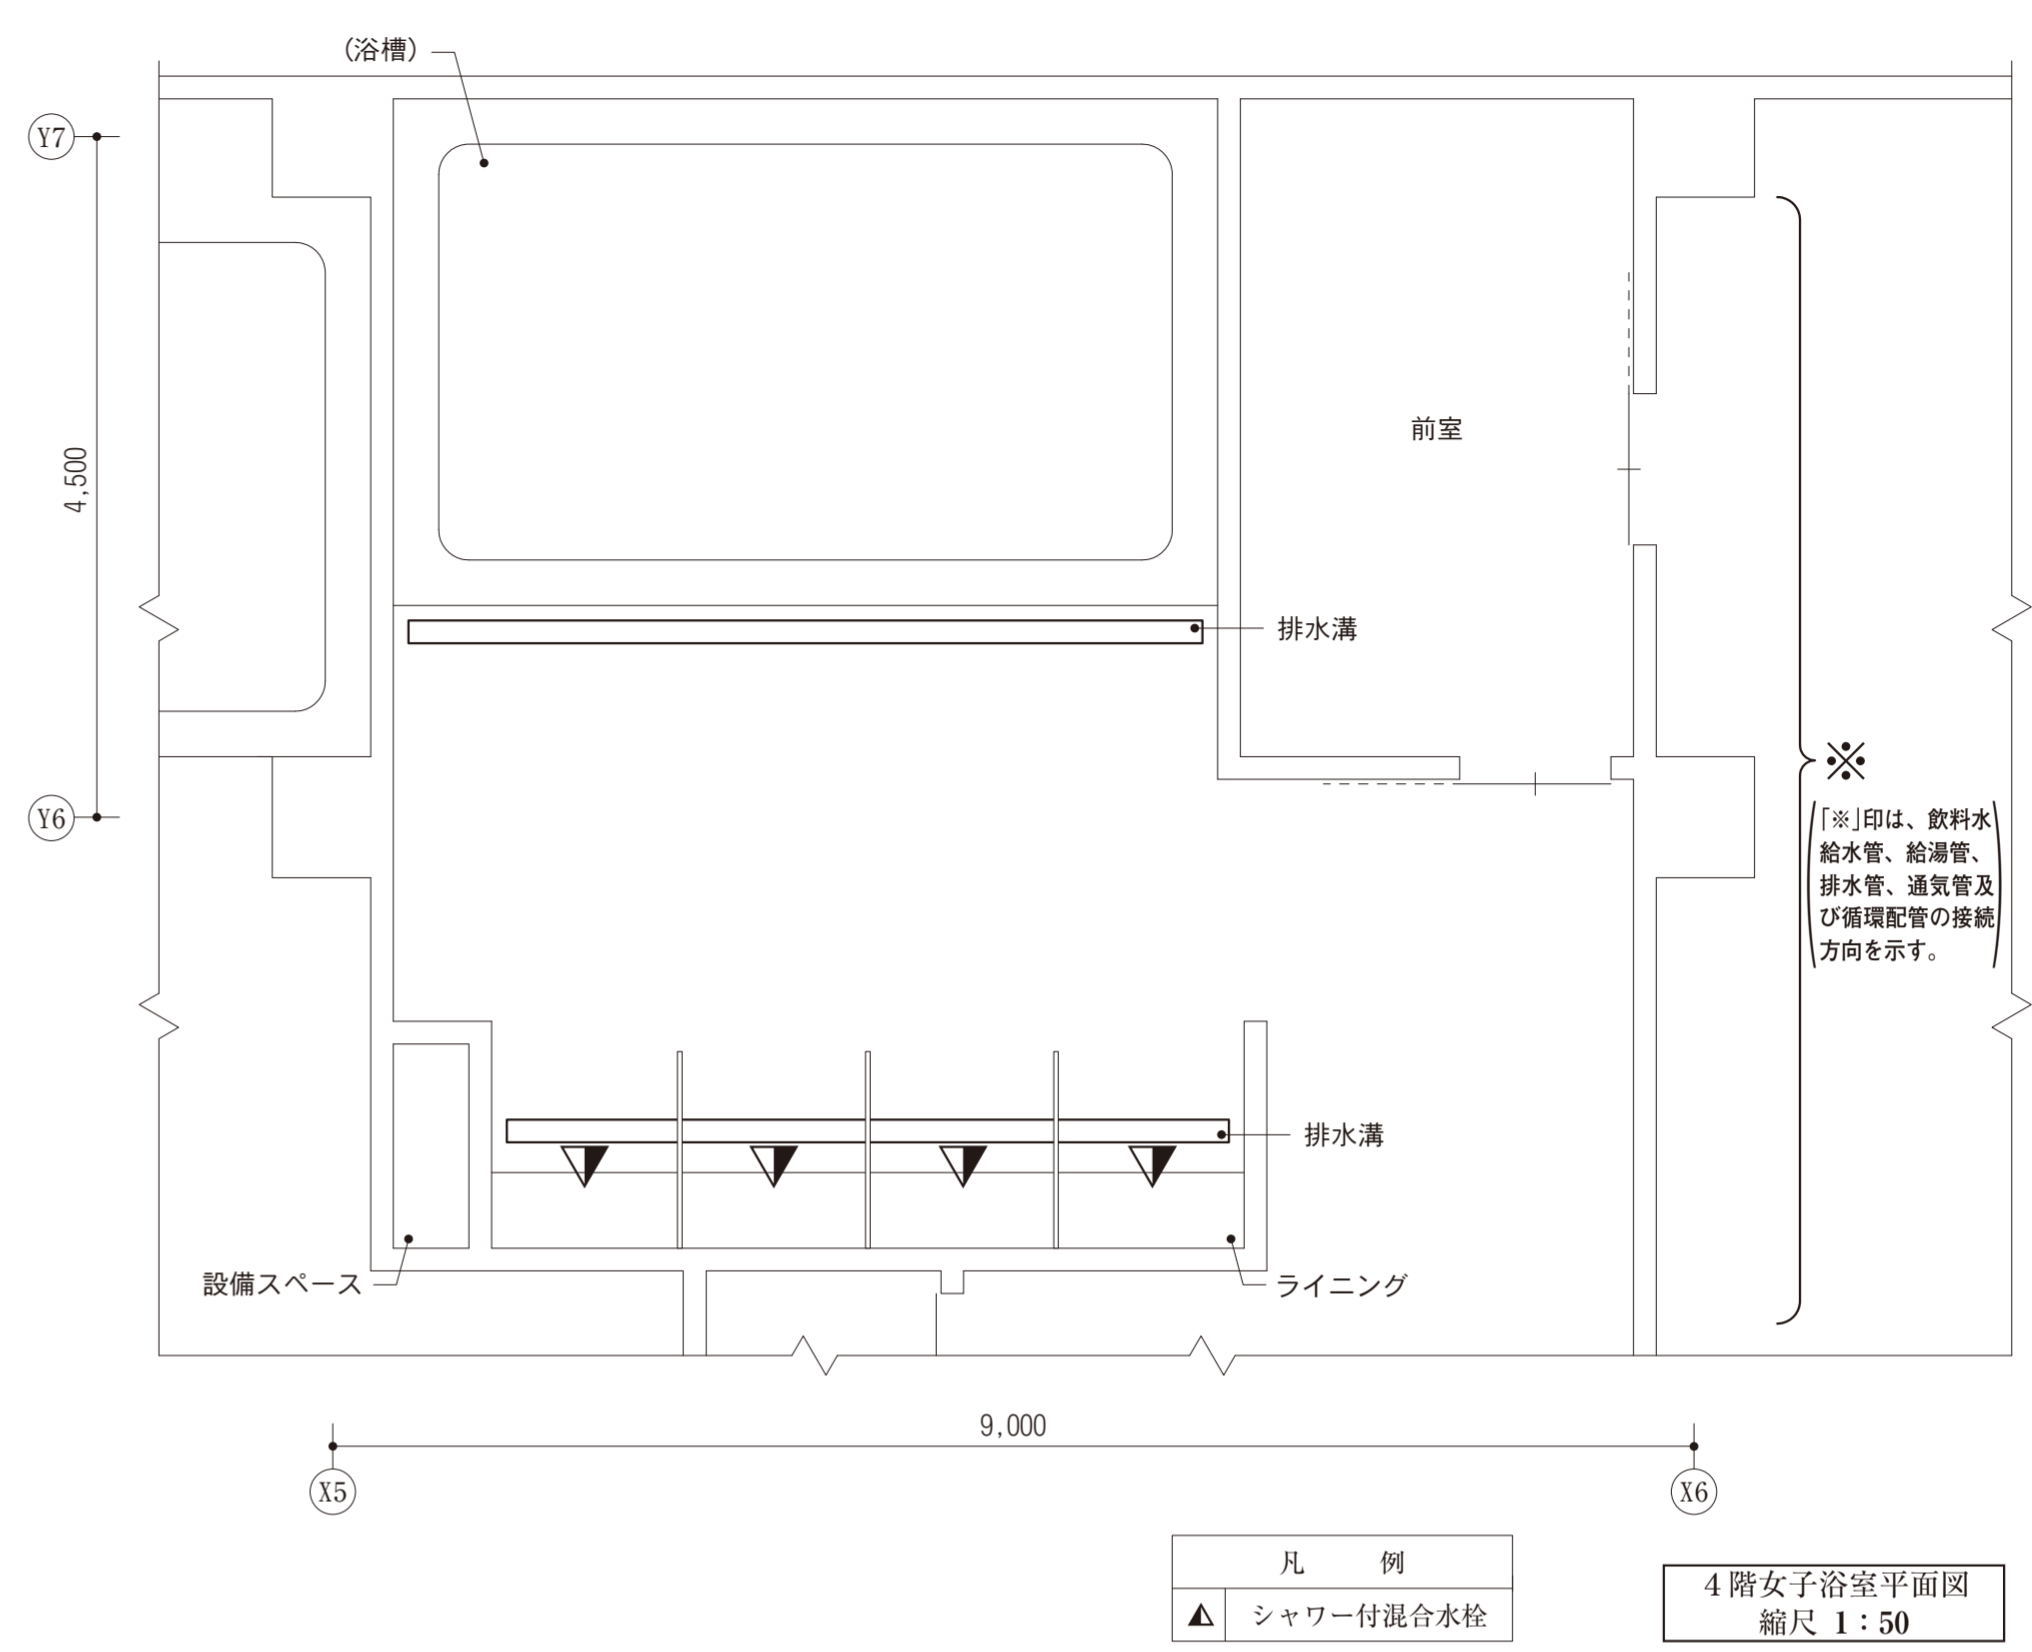 (浴槽)
Y7
4,500
前室
排水溝
※
Y6
「※」印は、飲料水
給水管、給湯管、
排水管、通気管及
び循環配管の接続
方向を示す。
排水溝
設備スペース
ライニング
9,000
X5
X6
凡 例
シャワー付混合水栓
4階女子浴室平面図
縮尺 1：50